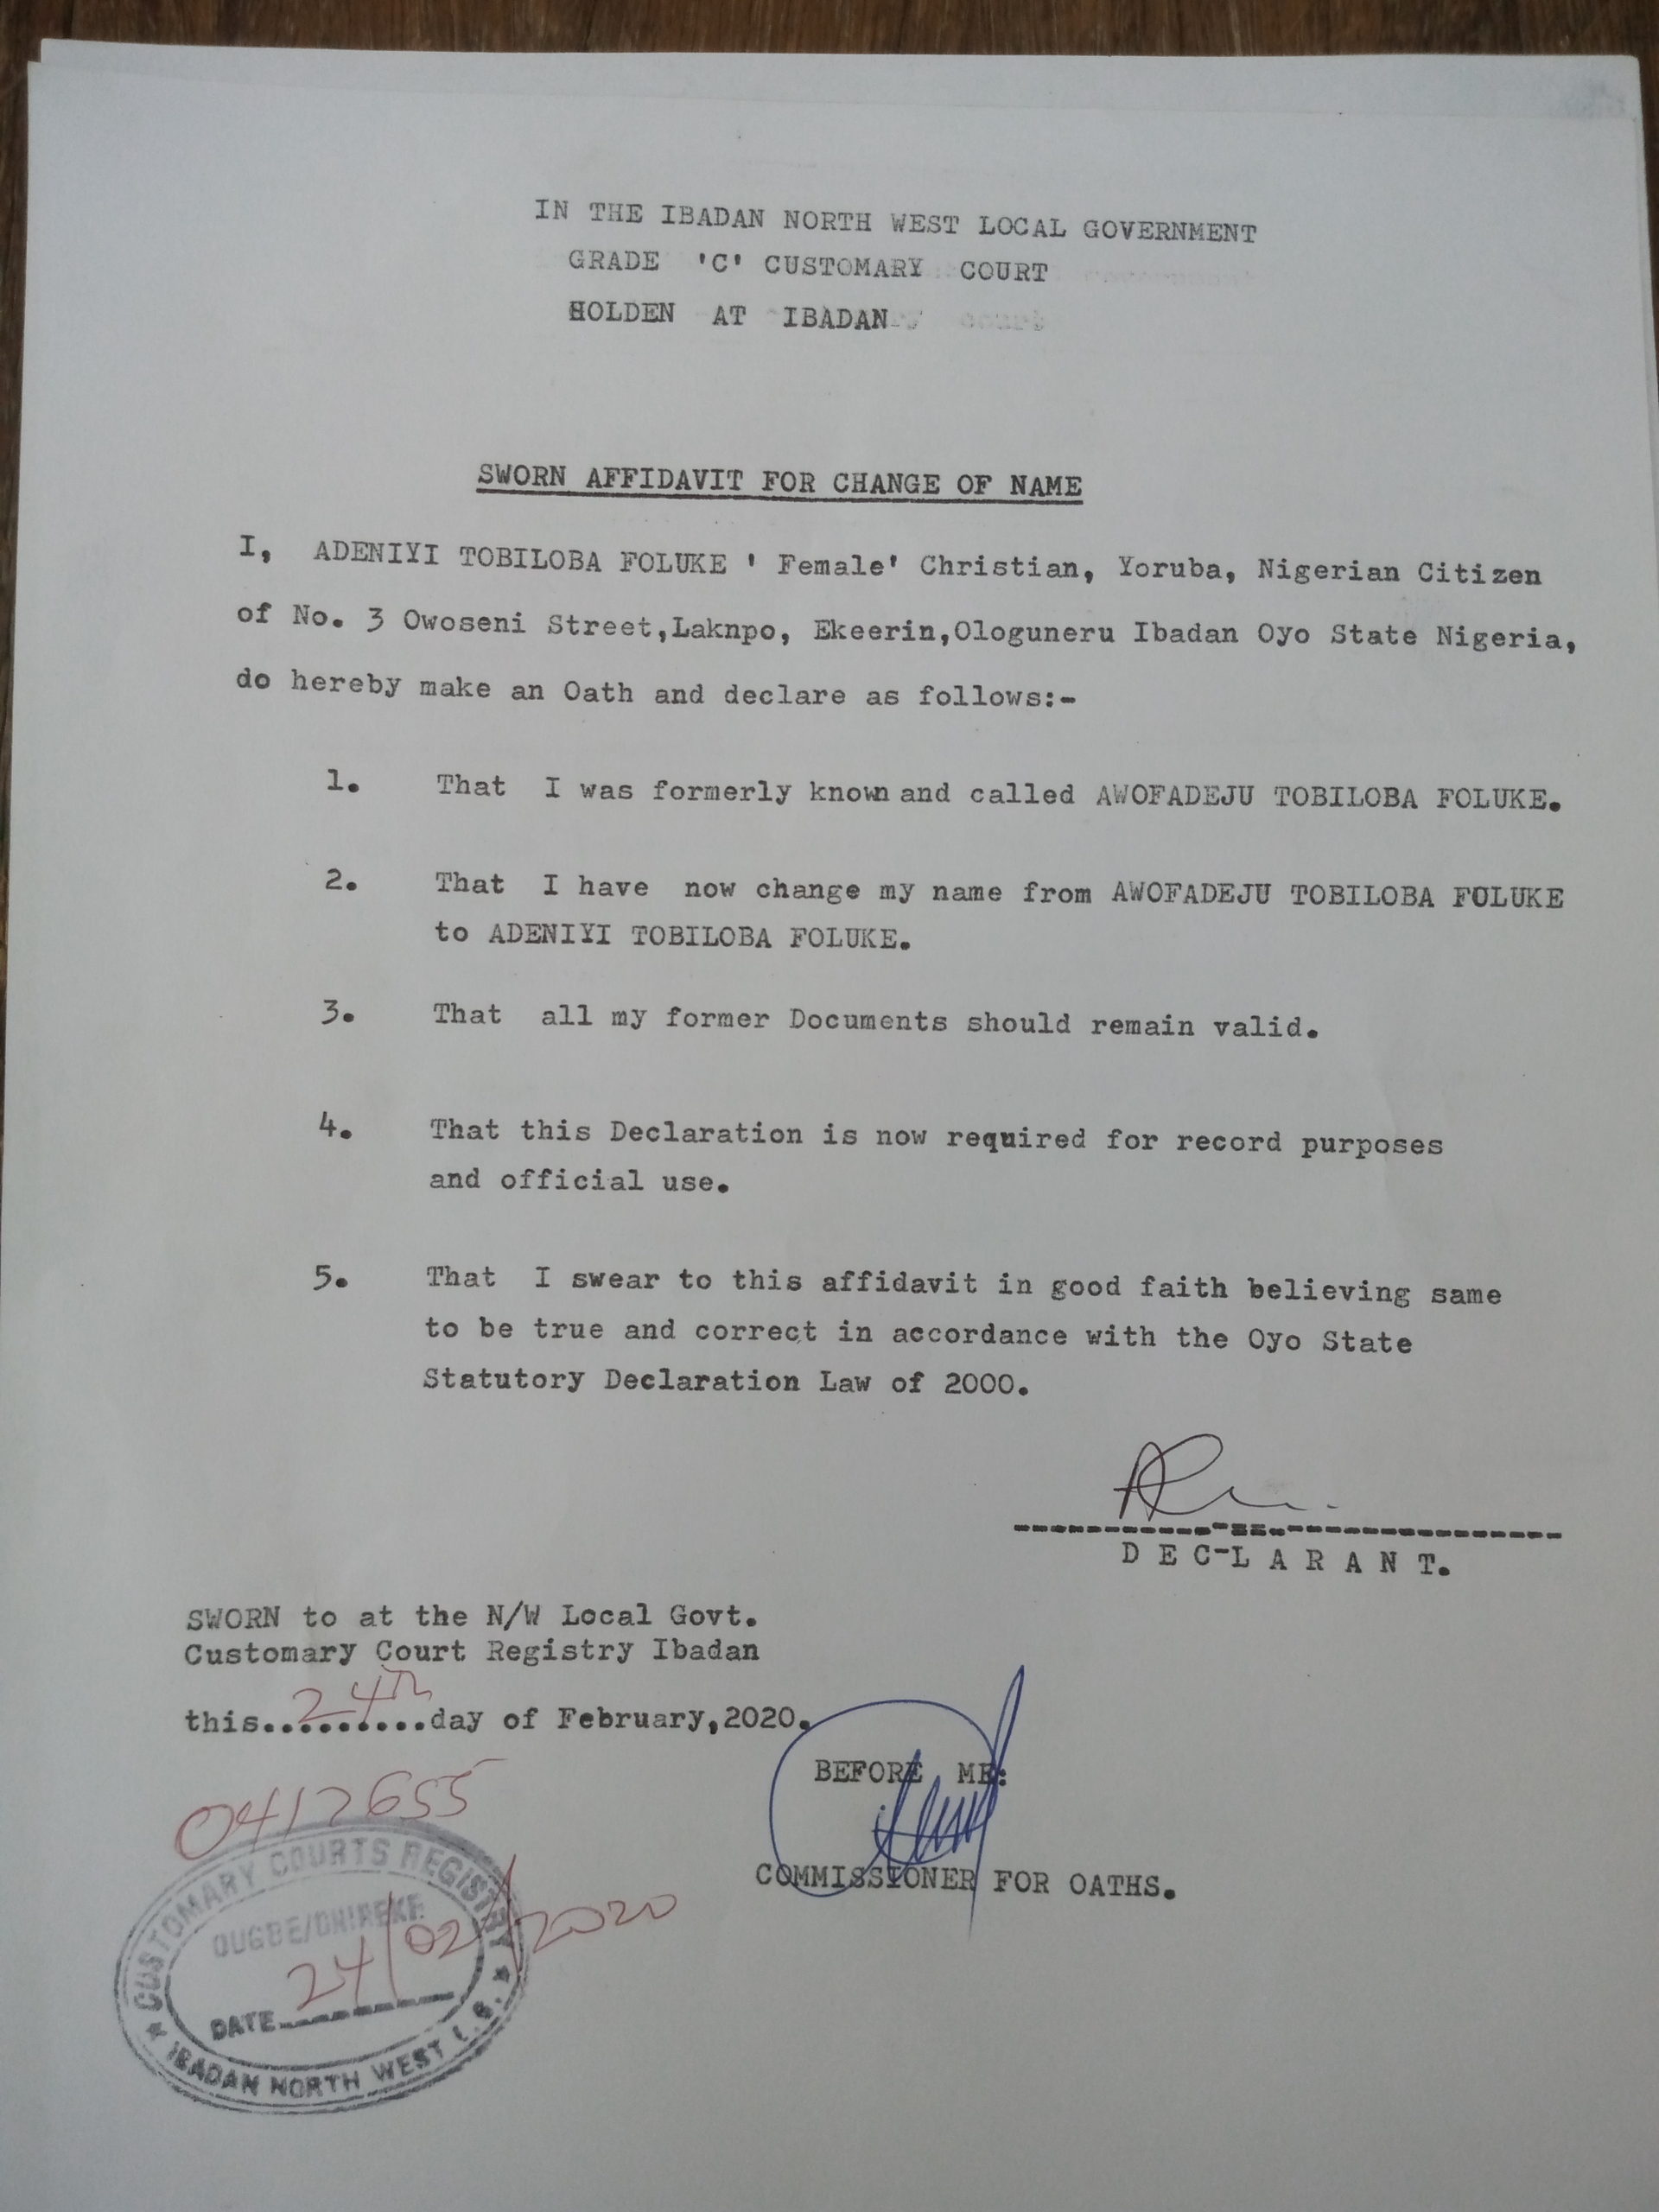 IN THE IBADAN NORTH WEST LOCAL GOVERNMENT
GRADE 'C' CUSTOMARY COURT
HOLDEN AT IBADAN
SWORN AFFIDAVIT FOR CHANGE OF NAME
I, ADENIYI TOBILOBA FOLUKE ' Female' Christian, Yoruba, Nigerian Citizen
of No. 3 Owoseni Street,Laknpo, Ekeerin,Ologuneru Ibadan Oyo State Nigeria,
do hereby make an Oath and declare as follows:-
1. That I was formerly known and called AWOFADEJU TOBILOBA FOLUKE.
2. That I have now change my name from AWOFADEJU TOBILOBA FOLUKE
to ADENIYI TOBILOBA FOLUKE.
3. That all my former Documents should remain valid.
4. That this Declaration is now required for record purposes
and official use.
5. That I swear to this affidavit in good faith believing same
to be true and correct in accordance with the Oyo State
Statutory Declaration Law of 2000.
D E C-L A R A N T.
SWORN to at the N/W Local Govt.
Customary Court Registry Ibadan
this..24th..day of February,2020.
BEFORE ME:
COMMISSIONER FOR OATHS.
0412655
CUSTOMARY COURTS REGISTRY
24/02/2020
DATE
IBADAN NORTH WEST L.G.